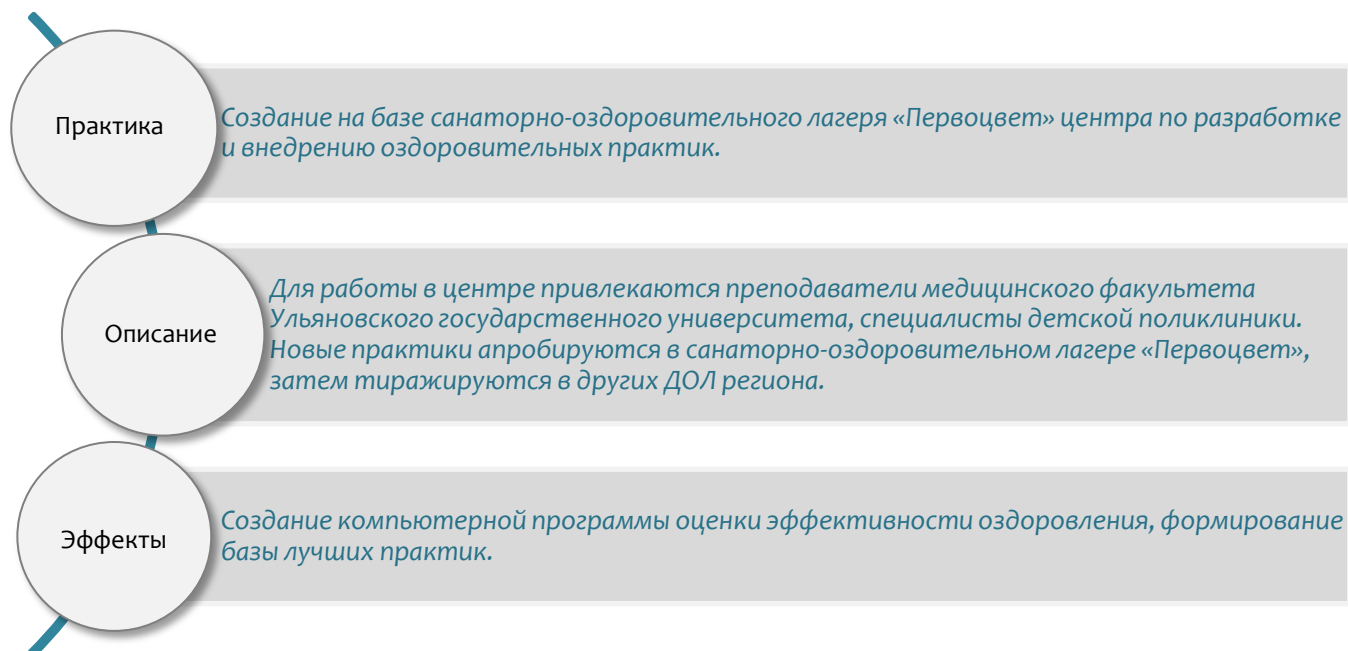 Практика
Создание на базе санаторно-оздоровительного лагеря «Первоцвет» центра по разработке
и внедрению оздоровительных практик.
Описание
Для работы в центре привлекаются преподаватели медицинского факультета
Ульяновского государственного университета, специалисты детской поликлиники.
Новые практики апробируются в санаторно-оздоровительном лагере «Первоцвет»,
затем тиражируются в других ДОЛ региона.
Эффекты
Создание компьютерной программы оценки эффективности оздоровления, формирование
базы лучших практик.